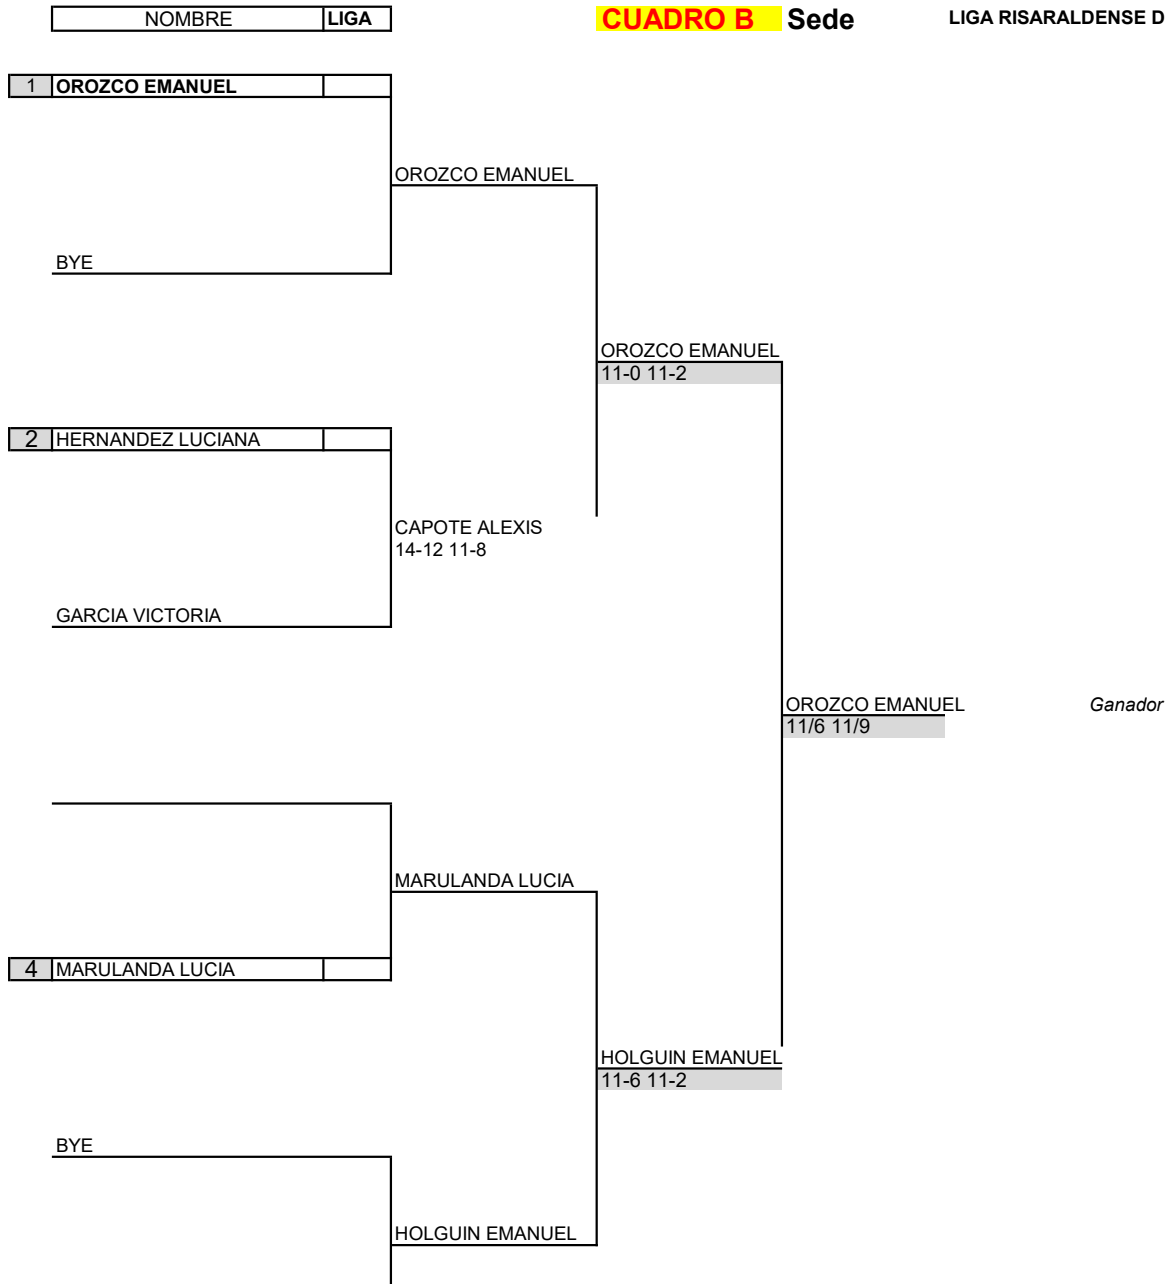 NOMBRE LIGA CUADRO B Sede LIGA RISARALDENSE D
1 OROZCO EMANUEL
OROZCO EMANUEL
BYE
OROZCO EMANUEL
11-0 11-2
2 HERNANDEZ LUCIANA
CAPOTE ALEXIS
14-12 11-8
GARCIA VICTORIA
OROZCO EMANUEL Ganador
11/6 11/9
MARULANDA LUCIA
4 MARULANDA LUCIA
HOLGUIN EMANUEL
11-6 11-2
BYE
HOLGUIN EMANUEL